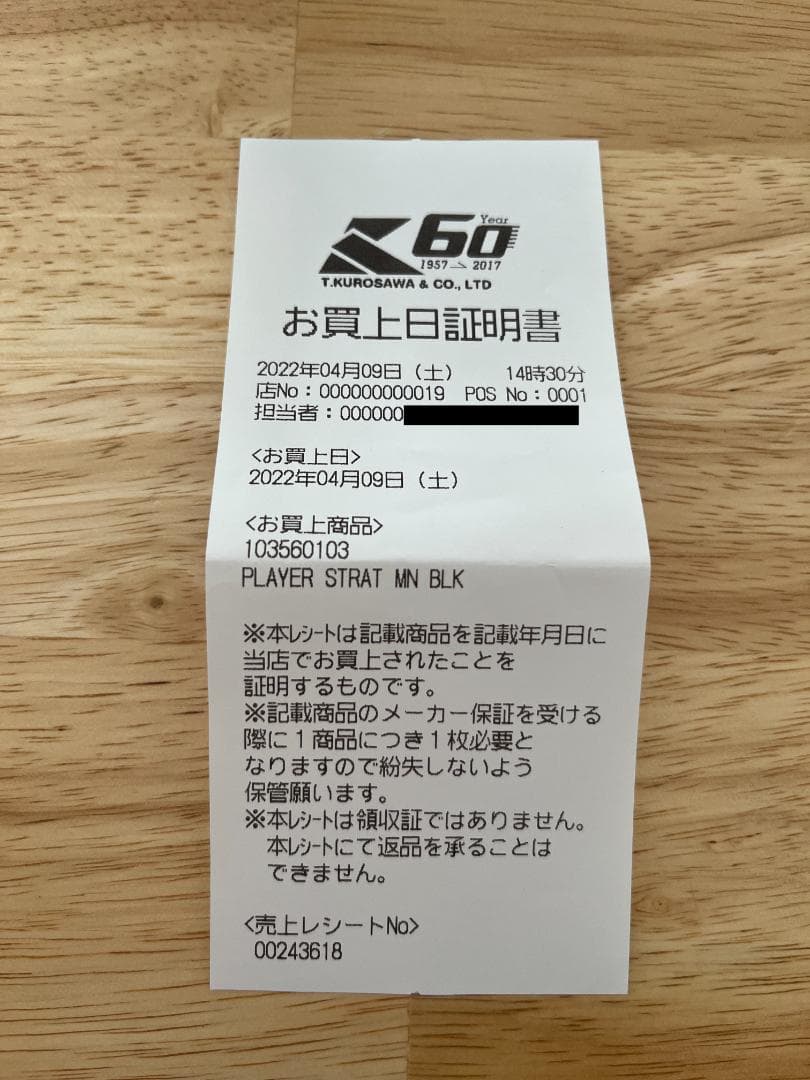 60 Year
1957→2017
T.KUROSAWA & CO., LTD
お買上日証明書
2022年04月09日（土） 14時30分
店No：000000000019 POS No：0001
担当者：000000
<お買上日>
2022年04月09日（土）
<お買上商品>
103560103
PLAYER STRAT MN BLK
※本ﾚｼｰﾄは記載商品を記載年月日に
当店でお買上されたことを
証明するものです。
※記載商品のメーカー保証を受ける
際に１商品につき１枚必要と
なりますので紛失しないよう
保管願います。
※本ﾚｼｰﾄは領収証ではありません。
本ﾚｼｰﾄにて返品を承ることは
できません。
<売上レシートNo>
00243618